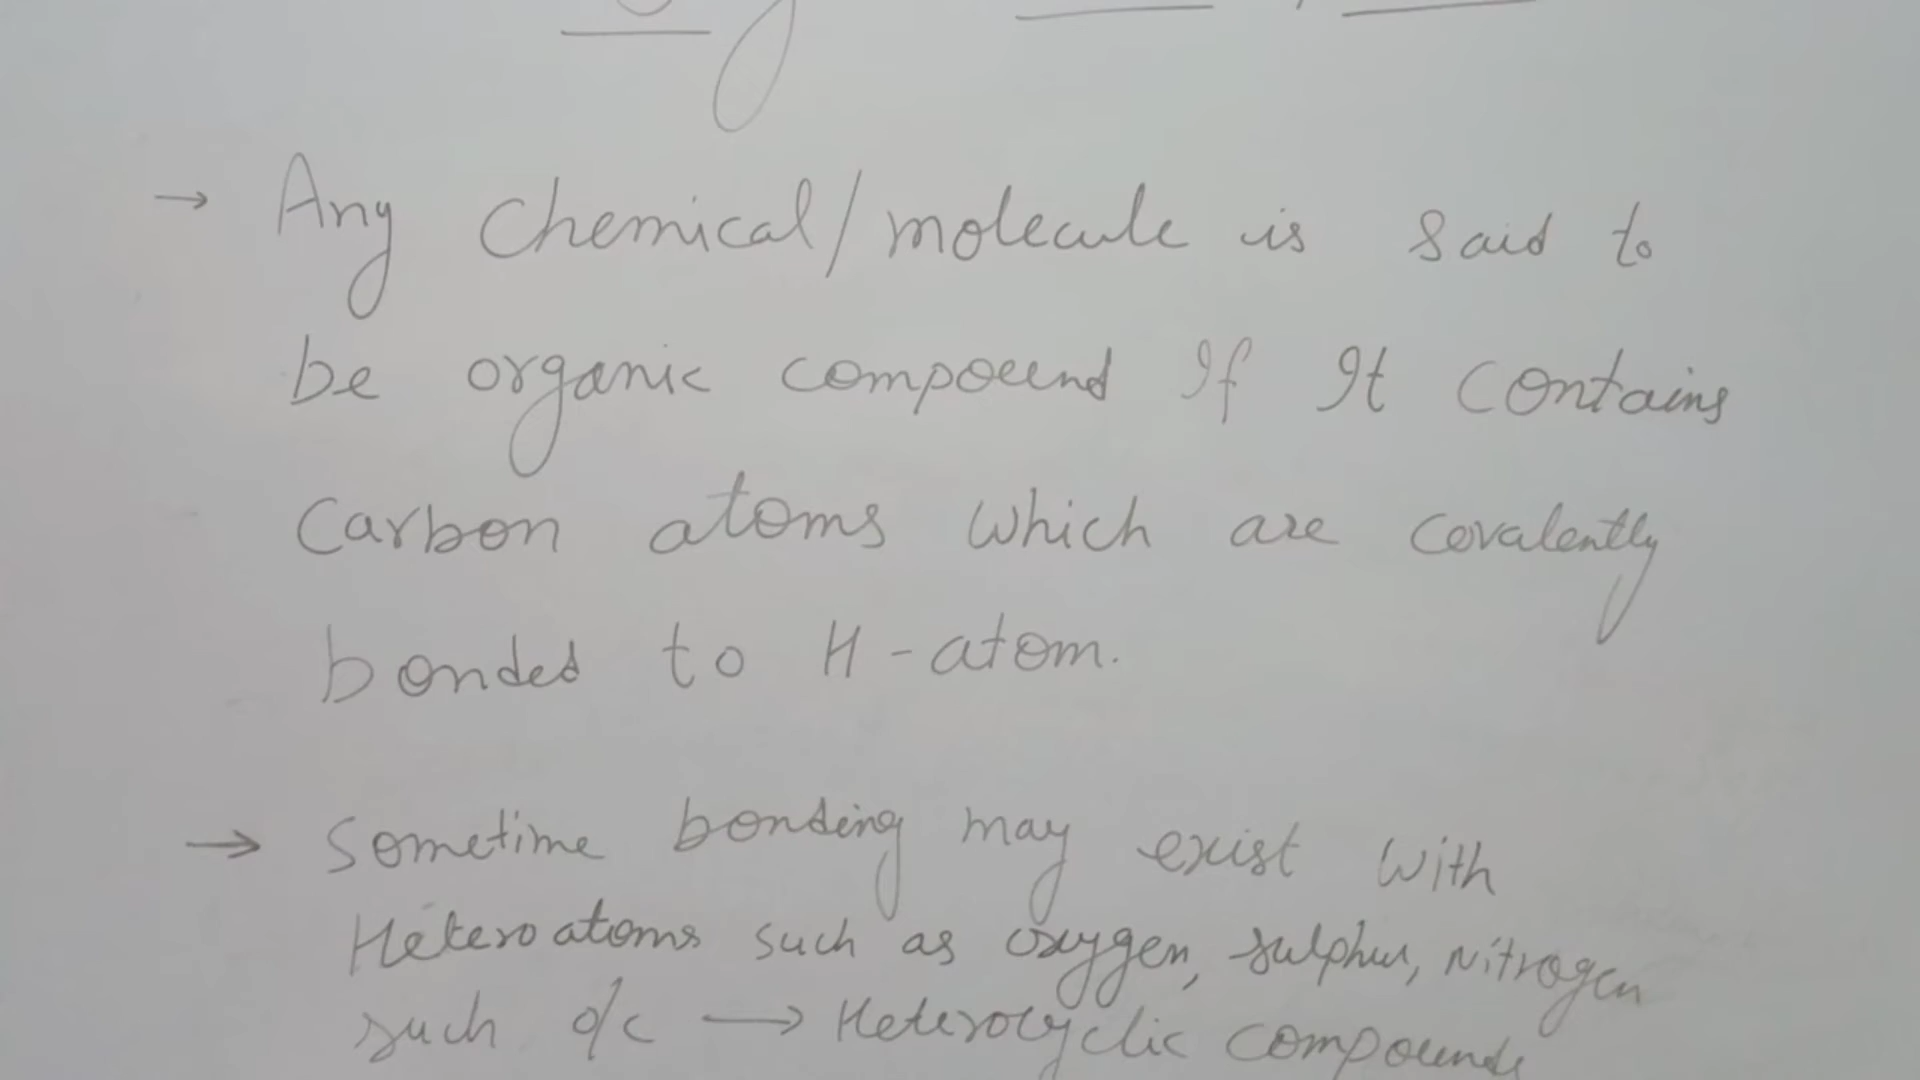 → Any Chemical/molecule is said to
be organic compound If It contains
Carbon atoms which are covalently
bonded to H-atom.
→ Sometime bonding may exist with
Heteroatoms such as oxygen, sulphur, Nitrogen
such o/c → Heterocyclic compounds